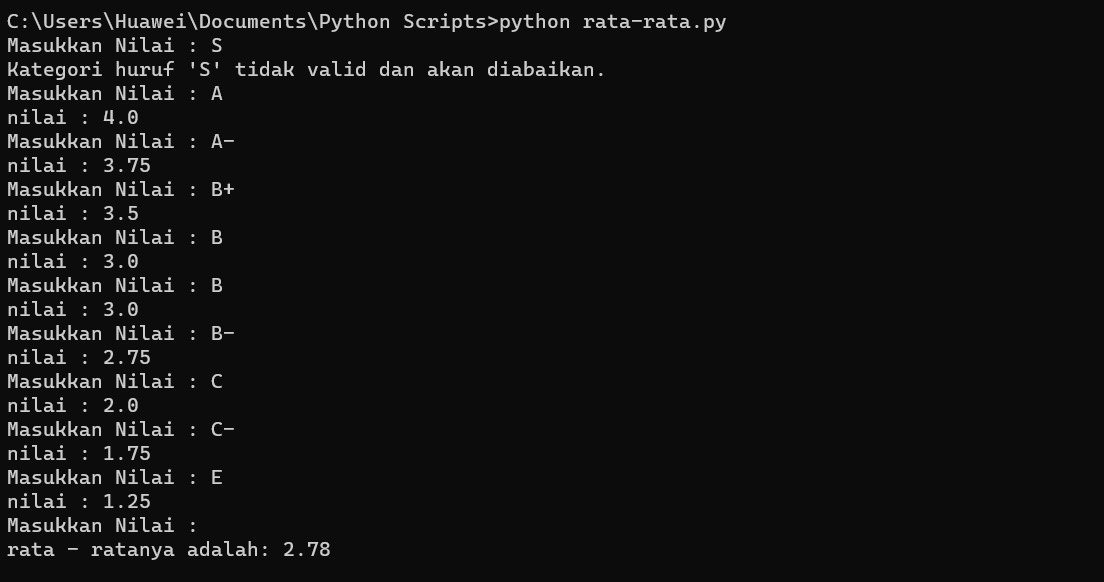 C:\Users\Huawei\Documents\Python Scripts>python rata-rata.py
Masukkan Nilai : S
Kategori huruf 'S' tidak valid dan akan diabaikan.
Masukkan Nilai : A
nilai : 4.0
Masukkan Nilai : A-
nilai : 3.75
Masukkan Nilai : B+
nilai : 3.5
Masukkan Nilai : B
nilai : 3.0
Masukkan Nilai : B
nilai : 3.0
Masukkan Nilai : B-
nilai : 2.75
Masukkan Nilai : C
nilai : 2.0
Masukkan Nilai : C-
nilai : 1.75
Masukkan Nilai : E
nilai : 1.25
Masukkan Nilai :
rata - ratanya adalah: 2.78